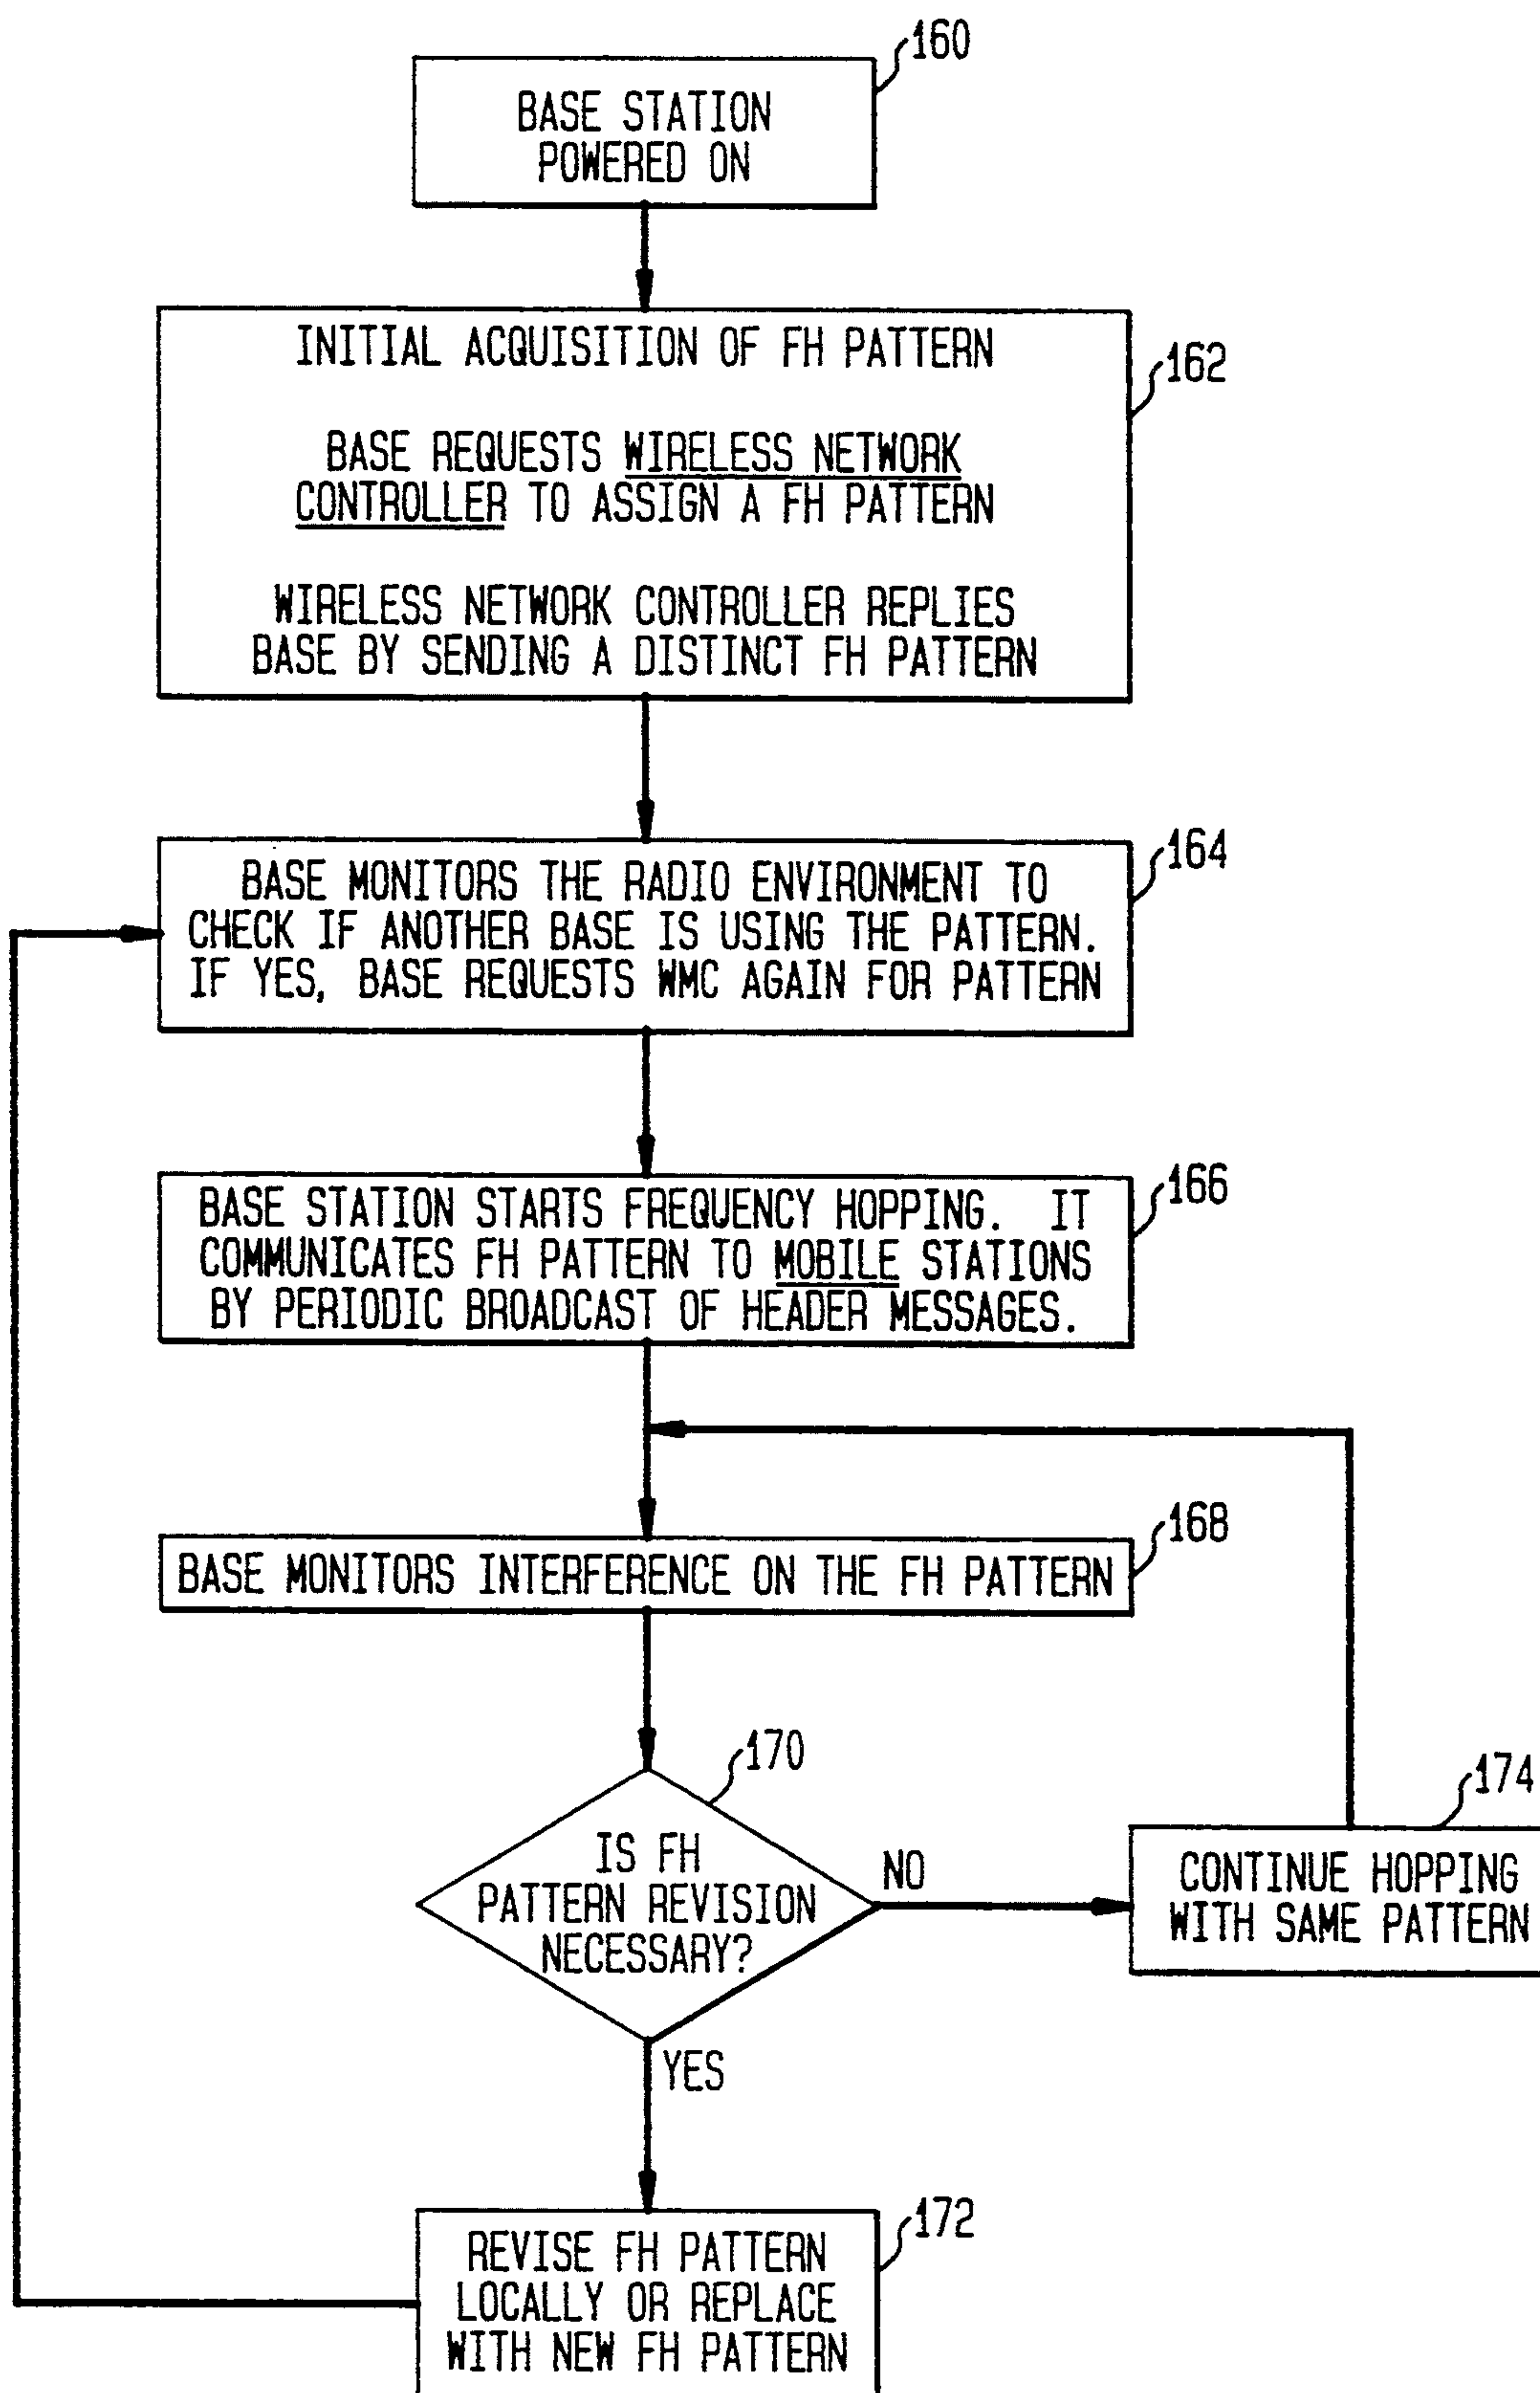 160
BASE STATION
POWERED ON
INITIAL ACQUISITION OF FH PATTERN
162
BASE REQUESTS WIRELESS NETWORK
CONTROLLER TO ASSIGN A FH PATTERN
WIRELESS NETWORK CONTROLLER REPLIES
BASE BY SENDING A DISTINCT FH PATTERN
164
BASE MONITORS THE RADIO ENVIRONMENT TO
CHECK IF ANOTHER BASE IS USING THE PATTERN.
IF YES, BASE REQUESTS WMC AGAIN FOR PATTERN
166
BASE STATION STARTS FREQUENCY HOPPING. IT
COMMUNICATES FH PATTERN TO MOBILE STATIONS
BY PERIODIC BROADCAST OF HEADER MESSAGES.
168
BASE MONITORS INTERFERENCE ON THE FH PATTERN
170
IS FH
PATTERN REVISION
NECESSARY?
NO
174
CONTINUE HOPPING
WITH SAME PATTERN
YES
172
REVISE FH PATTERN
LOCALLY OR REPLACE
WITH NEW FH PATTERN